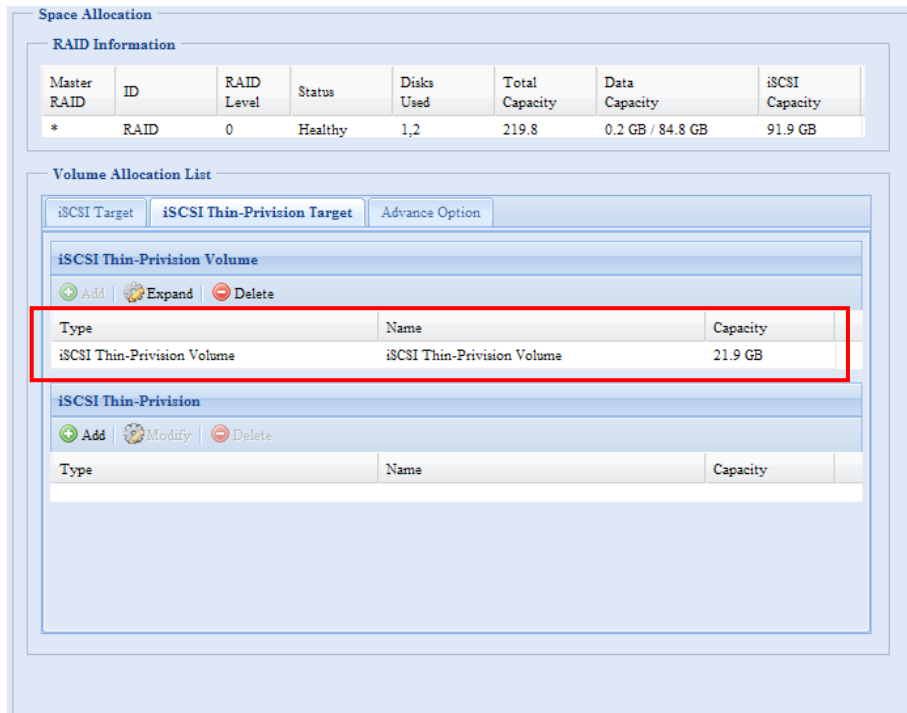 Space Allocation
RAID Information
Master RAID ID RAID Level Status Disks Used Total Capacity Data Capacity iSCSI Capacity
* RAID 0 Healthy 1,2 219.8 0.2 GB / 84.8 GB 91.9 GB
Volume Allocation List
iSCSI Target iSCSI Thin-Privision Target Advance Option
iSCSI Thin-Privision Volume
Add Expand Delete
Type Name Capacity
iSCSI Thin-Privision Volume iSCSI Thin-Privision Volume 21.9 GB
iSCSI Thin-Privision
Add Modify Delete
Type Name Capacity